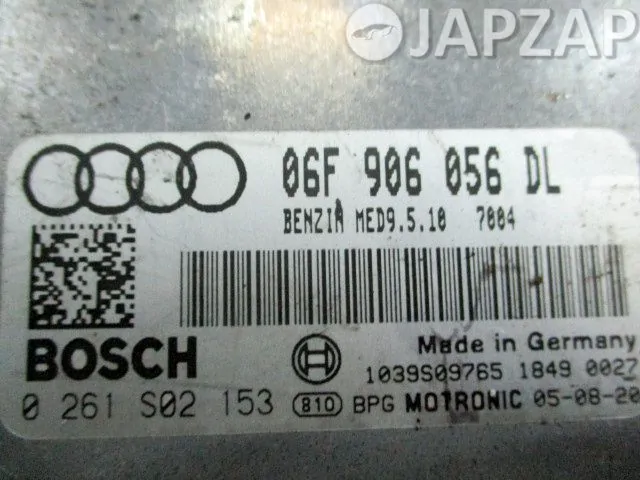 JAPZAP
06F 906 056 DL
BENZIN MED9.5.10 7004
BOSCH
Made in Germany
1039S09765 1849 0027
0 261 S02 153 810 BPG MOTRONIC 05-08-20